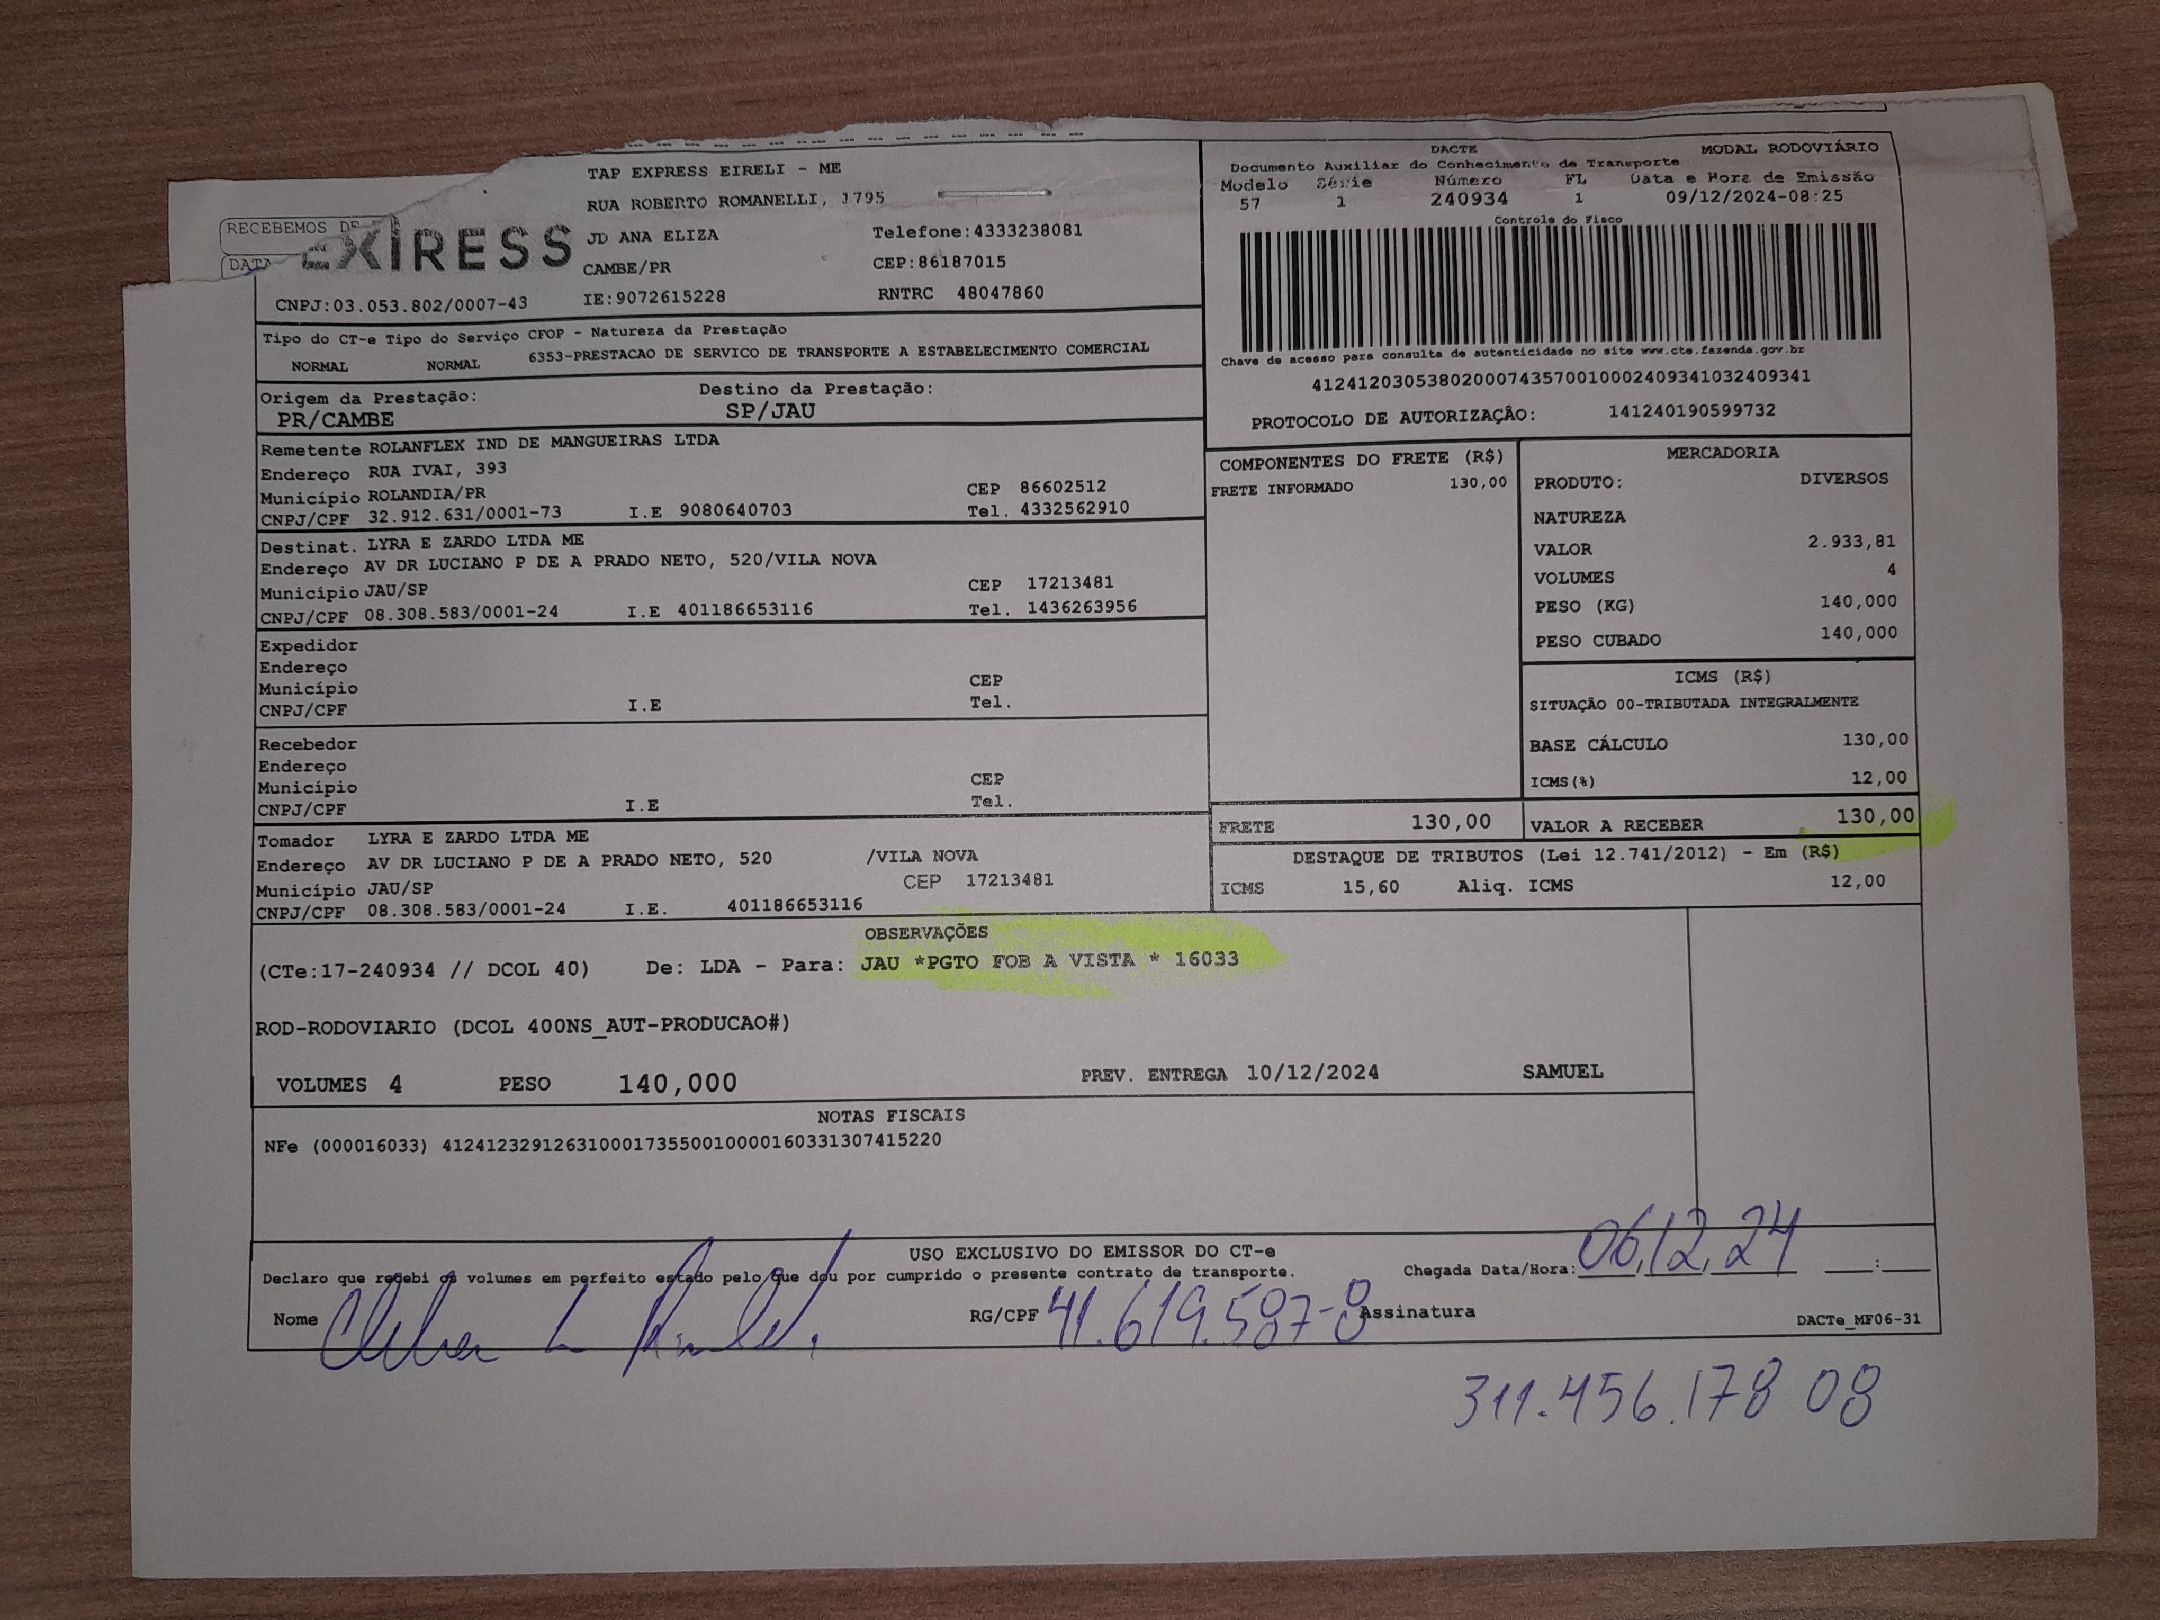 RECEBEMOS DE
DATA
EXPRESS
TAP EXPRESS EIRELI - ME
RUA ROBERTO ROMANELLI, 1795
JD ANA ELIZA Telefone:4333238081
CAMBE/PR CEP:86187015
CNPJ:03.053.802/0007-43 IE:9072615228 RNTRC 48047860
DACTE MODAL RODOVIÁRIO
Documento Auxiliar do Conhecimento de Transporte
Modelo Série Número FL Data e Hora de Emissão
57 1 240934 1 09/12/2024-08:25
Controle do Fisco
Chave de acesso para consulta de autenticidade no site www.cte.fazenda.gov.br
41241203053802000743570010002409341032409341
PROTOCOLO DE AUTORIZAÇÂO: 141240190599732
Tipo do CT-e Tipo do Serviço CFOP - Natureza da Prestação
NORMAL NORMAL 6353-PRESTACAO DE SERVICO DE TRANSPORTE A ESTABELECIMENTO COMERCIAL
Origem da Prestação: Destino da Prestação:
PR/CAMBE SP/JAU
Remetente ROLANFLEX IND DE MANGUEIRAS LTDA
Endereço RUA IVAI, 393
Município ROLANDIA/PR CEP 86602512
CNPJ/CPF 32.912.631/0001-73 I.E 9080640703 Tel. 4332562910
Destinat. LYRA E ZARDO LTDA ME
Endereço AV DR LUCIANO P DE A PRADO NETO, 520/VILA NOVA
Município JAU/SP CEP 17213481
CNPJ/CPF 08.308.583/0001-24 I.E 401186653116 Tel. 1436263956
Expedidor
Endereço
Município CEP
CNPJ/CPF I.E Tel.
Recebedor
Endereço
Município CEP
CNPJ/CPF I.E Tel.
Tomador LYRA E ZARDO LTDA ME
Endereço AV DR LUCIANO P DE A PRADO NETO, 520 /VILA NOVA
Município JAU/SP CEP 17213481
CNPJ/CPF 08.308.583/0001-24 I.E. 401186653116
COMPONENTES DO FRETE (R$)
FRETE INFORMADO 130,00
MERCADORIA
PRODUTO: DIVERSOS
NATUREZA
VALOR 2.933,81
VOLUMES 4
PESO (KG) 140,000
PESO CUBADO 140,000
ICMS (R$)
SITUAÇÃO 00-TRIBUTADA INTEGRALMENTE
BASE CÁLCULO 130,00
ICMS(%) 12,00
FRETE 130,00 VALOR A RECEBER 130,00
DESTAQUE DE TRIBUTOS (Lei 12.741/2012) - Em (R$)
ICMS 15,60 Aliq. ICMS 12,00
OBSERVAÇÕES
(CTe:17-240934 // DCOL 40) De: LDA - Para: JAU *PGTO FOB A VISTA * 16033
ROD-RODOVIARIO (DCOL 400NS_AUT-PRODUCAO#)
VOLUMES 4 PESO 140,000 PREV. ENTREGA 10/12/2024 SAMUEL
NOTAS FISCAIS
NFe (000016033) 41241232912631000173550010000160331307415220
USO EXCLUSIVO DO EMISSOR DO CT-e
Declaro que recebi os volumes em perfeito estado pelo que dou por cumprido o presente contrato de transporte. Chegada Data/Hora: 06.12.24 :
Nome RG/CPF 41.619.587-8 Assinatura DACTe_MF06-31
311.456.178 08